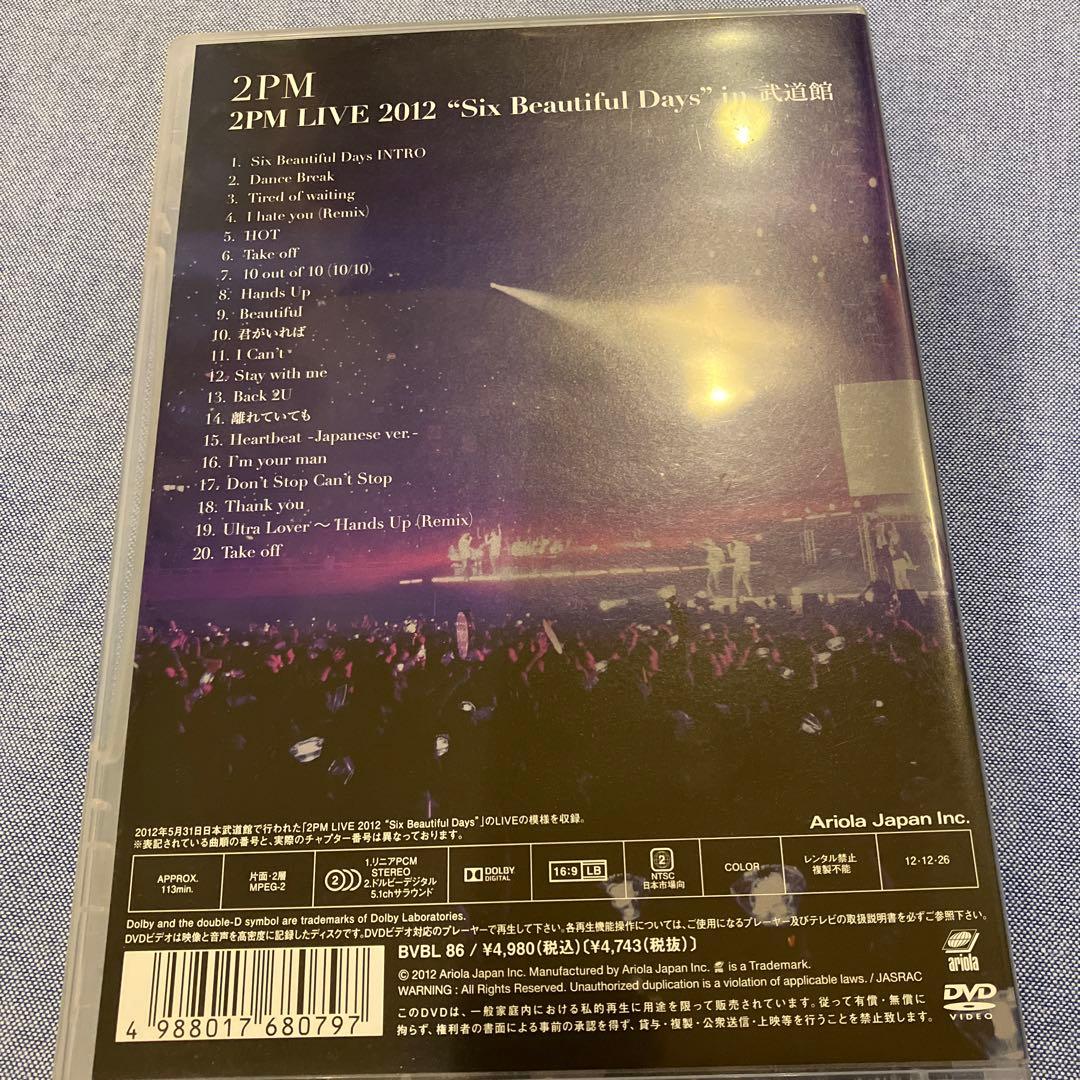 2PM
2PM LIVE 2012 “Six Beautiful Days” in 武道館
1. Six Beautiful Days INTRO
2. Dance Break
3. Tired of waiting
4. I hate you (Remix)
5. HOT
6. Take off
7. 10 out of 10 (10/10)
8. Hands Up
9. Beautiful
10. 君がいれば
11. I Can't
12. Stay with me
13. Back 2U
14. 離れていても
15. Heartbeat -Japanese ver.-
16. I'm your man
17. Don't Stop Can't Stop
18. Thank you
19. Ultra Lover～Hands Up (Remix)
20. Take off
2012年5月31日日本武道館で行われた「2PM LIVE 2012 “Six Beautiful Days”」のLIVEの模様を収録。
※表記されている曲順の番号と、実際のチャプター番号は異なっております。
Ariola Japan Inc.
APPROX.
113min.
片面・2層
MPEG-2
2
1.リニアPCM
STEREO
2.ドルビーデジタル
5.1chサラウンド
DOLBY
DIGITAL
16:9 LB
2
NTSC
日本市場向
COLOR
レンタル禁止
複製不能
12・12・26
Dolby and the double-D symbol are trademarks of Dolby Laboratories.
DVDビデオは映像と音声を高密度に記録したディスクです。DVDビデオ対応のプレーヤーで再生して下さい。各再生機能操作については、ご使用になるプレーヤー及びテレビの取扱説明書を必ずご参照下さい。
BVBL 86 / ¥4,980(税込)〔¥4,743(税抜)〕
© 2012 Ariola Japan Inc. Manufactured by Ariola Japan Inc. is a Trademark.
WARNING : All Rights Reserved. Unauthorized duplication is a violation of applicable laws. / JASRAC
このDVDは、一般家庭内における私的再生に用途を限って販売されています。従って有償・無償に
拘らず、権利者の書面による事前の承認を得ず、貸与・複製・公衆送信・上映等を行うことを禁止致します。
ariola
DVD
VIDEO
4 988017 680797